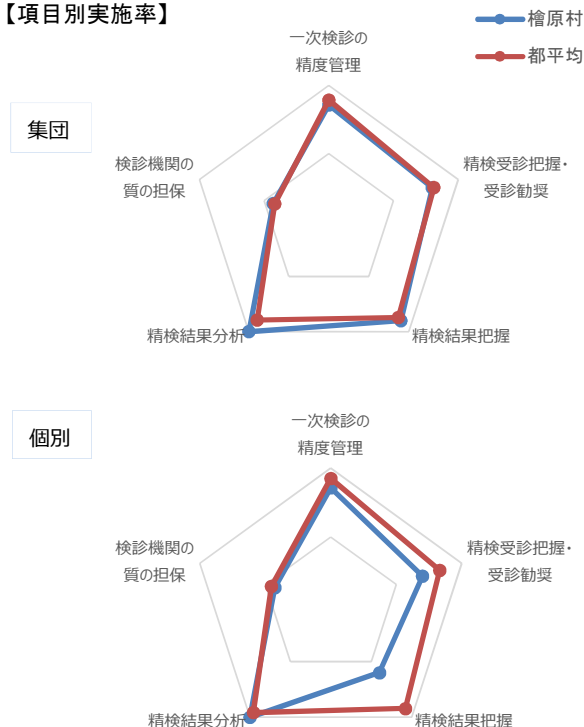 【項目別実施率】
檜原村
都平均
集団
一次検診の
精度管理
検診機関の
質の担保
精検受診把握・
受診勧奨
精検結果分析
精検結果把握
個別
一次検診の
精度管理
検診機関の
質の担保
精検受診把握・
受診勧奨
精検結果分析
精検結果把握